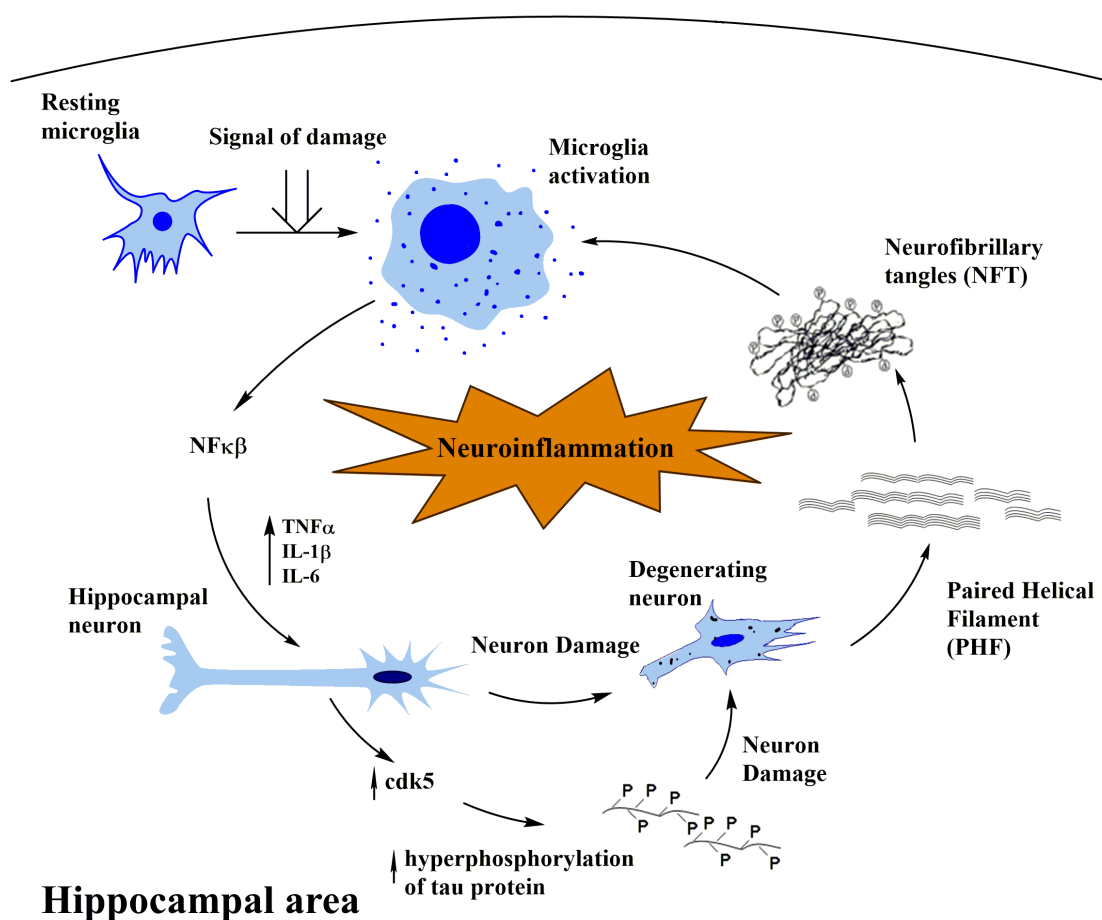 Resting
microglia
Signal of damage
Microglia
activation
Neurofibrillary
tangles (NFT)
NFκβ
Neuroinflammation
TNFα
IL-1β
IL-6
Hippocampal
neuron
Neuron Damage
Degenerating
neuron
Paired Helical
Filament
(PHF)
cdk5
Neuron
Damage
P P P P P
P P P P P P
hyperphosphorylation
of tau protein
Hippocampal area